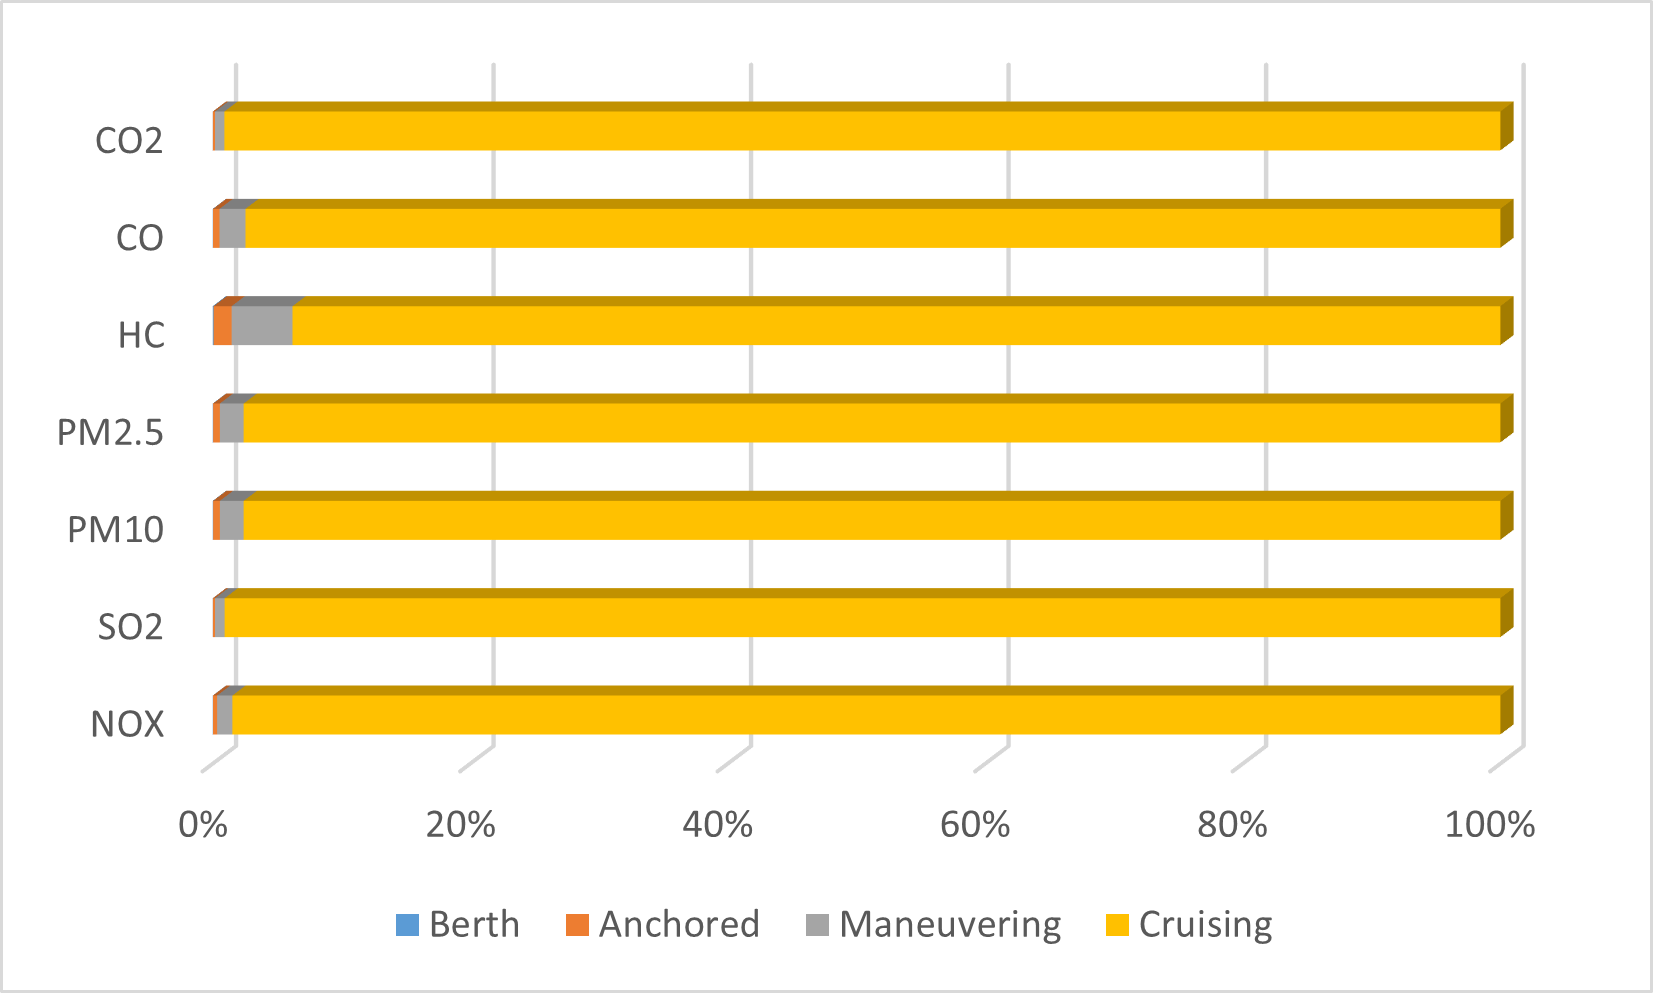 CO2
CO
HC
PM2.5
PM10
SO2
NOX
0% 20% 40% 60% 80% 100%
Berth Anchored Maneuvering Cruising